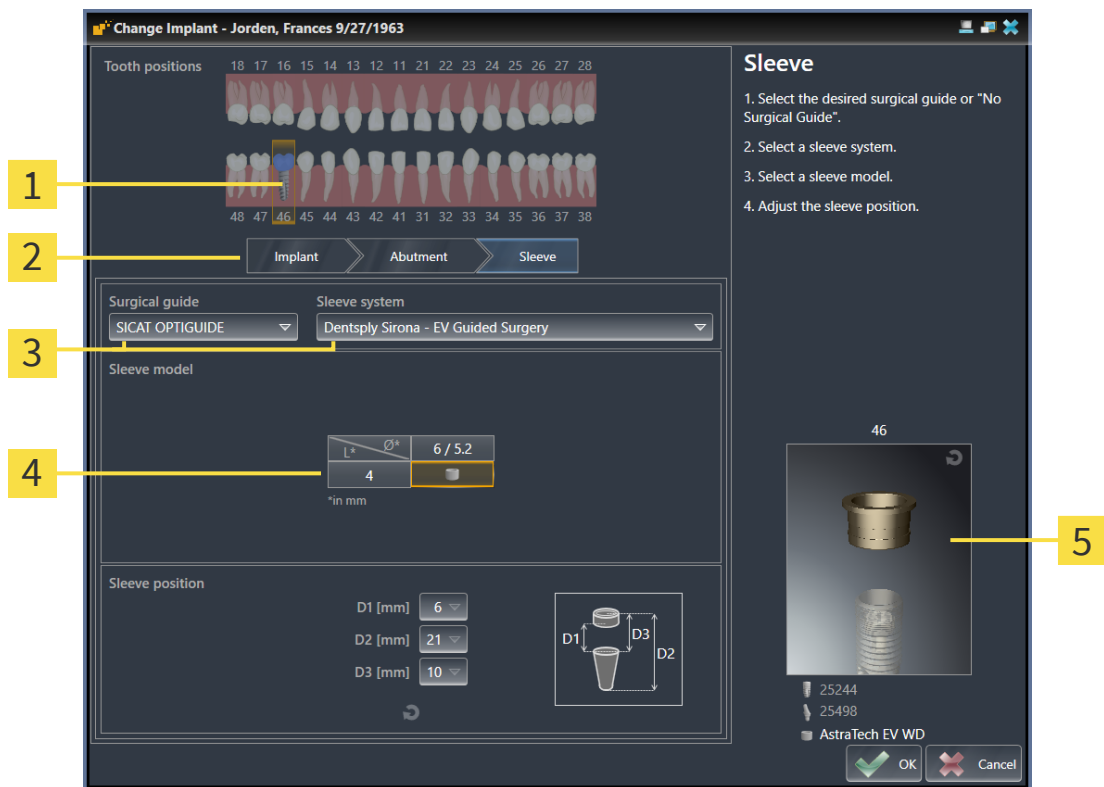 Change Implant - Jorden, Frances 9/27/1963
Tooth positions
18 17 16 15 14 13 12 11 21 22 23 24 25 26 27 28
48 47 46 45 44 43 42 41 31 32 33 34 35 36 37 38
1
2
Implant
Abutment
Sleeve
Surgical guide
Sleeve system
SICAT OPTIGUIDE
Dentsply Sirona - EV Guided Surgery
3
Sleeve model
L* Ø* 6 / 5.2
4
4
*in mm
Sleeve position
D1 [mm] 6
D2 [mm] 21
D3 [mm] 10
D1
D3
D2
Sleeve
1. Select the desired surgical guide or "No
Surgical Guide".
2. Select a sleeve system.
3. Select a sleeve model.
4. Adjust the sleeve position.
46
5
25244
25498
AstraTech EV WD
OK
Cancel